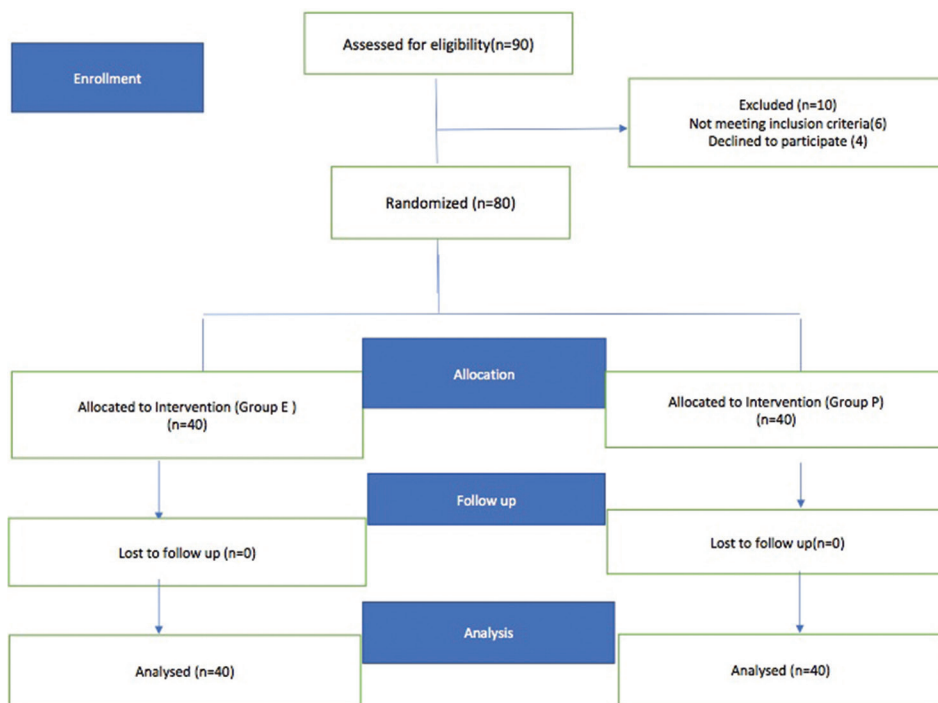 Assessed for eligibility(n=90)
Enrollment
Excluded (n=10)
Not meeting inclusion criteria(6)
Declined to participate (4)
Randomized (n=80)
Allocation
Allocated to Intervention (Group E )
(n=40)
Allocated to Intervention (Group P)
(n=40)
Follow up
Lost to follow up (n=0)
Lost to follow up(n=0)
Analysis
Analysed (n=40)
Analysed (n=40)